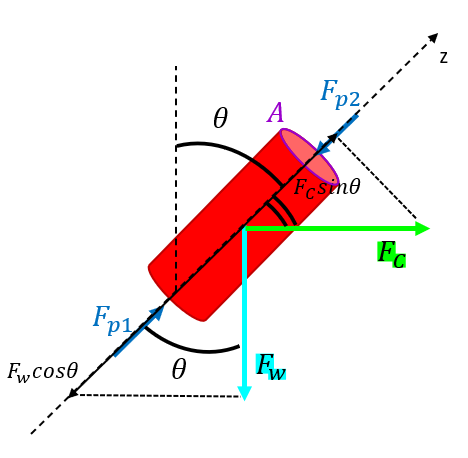 z
F_{p2}
A
θ
F_C sinθ
F_C
F_{p1}
F_w cosθ
θ
F_w